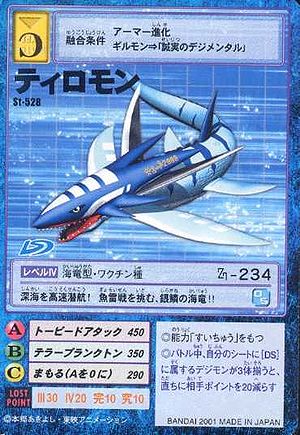 融合条件
アーマー進化
ギルモン⇒「誠実のデジメンタル」
ティロモン
St-528
レベルⅣ 海竜型・ワクチン種
Zn-234
深海を高速潜航！ 魚雷戦を挑む、銀鱗の海竜!!
A トーピードアタック 450
B テラープランクトン 350
C まもる(Aを0に) 290
LOST POINT Ⅲ30 Ⅳ20 完10 究10
◎能力「すいちゅう」をもつ
◎バトル中、自分のシートに[DS]
に属するデジモンが3体揃うと、
直ちに相手ポイントを20減らす
©本郷あきよし・東映アニメーション
BANDAI 2001 MADE IN JAPAN